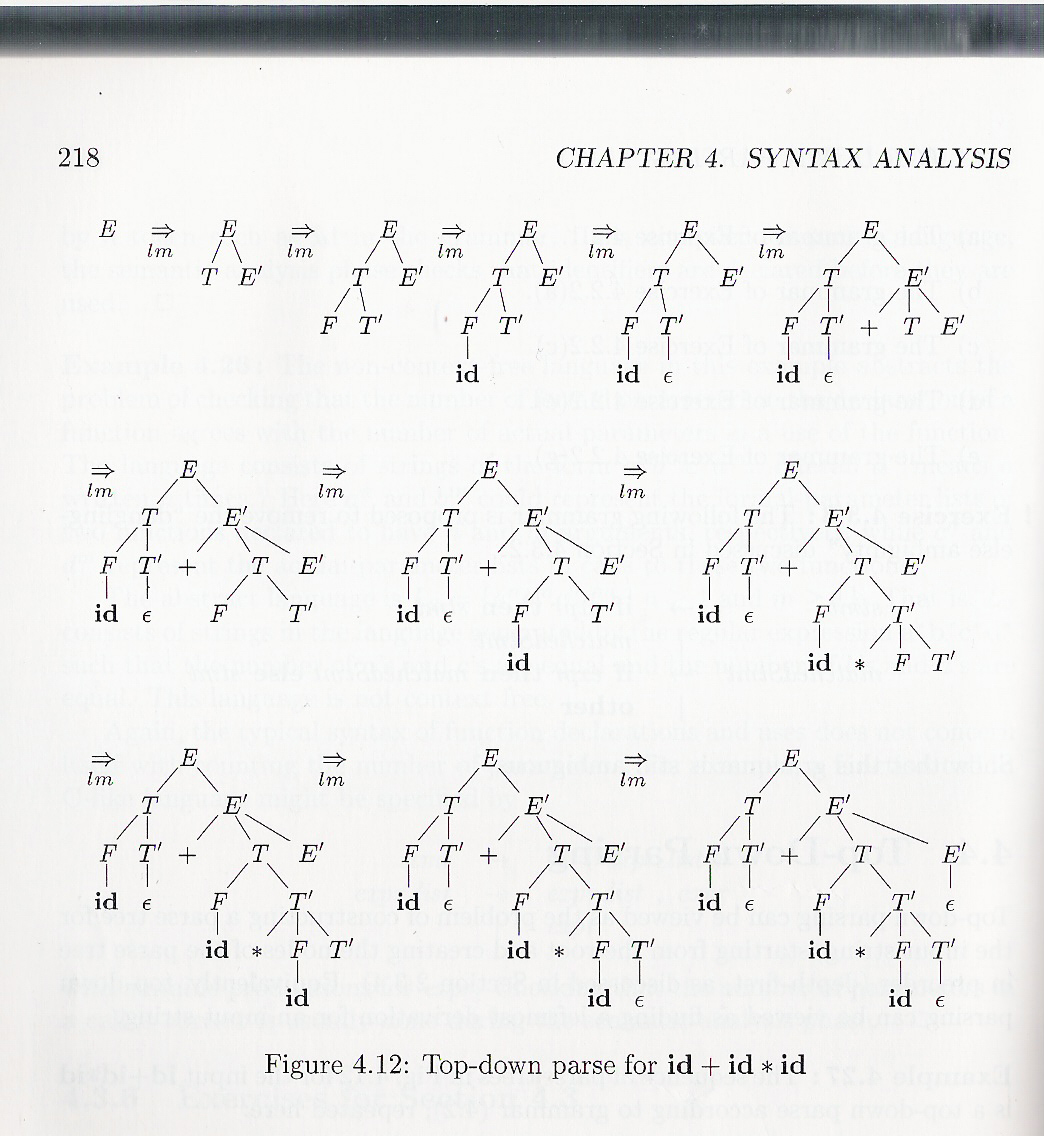 218 CHAPTER 4. SYNTAX ANALYSIS
E ⇒ E ⇒ E ⇒ E ⇒ E ⇒ E
lm lm lm lm lm
T E′ T E′ T E′ T E′ T E′
F T′ F T′ F T′ F T′ + T E′
id id ϵ id ϵ
⇒ E ⇒ E ⇒ E
lm lm lm
T E′ T E′ T E′
F T′ + T E′ F T′ + T E′ F T′ + T E′
id ϵ F T′ id ϵ F T′ id ϵ F T′
id id * F T′
⇒ E ⇒ E ⇒ E
lm lm lm
T E′ T E′ T E′
F T′ + T E′ F T′ + T E′ F T′ + T E′
id ϵ F T′ id ϵ F T′ id ϵ F T′ ϵ
id * F T′ id * F T′ id * F T′
id id ϵ id ϵ
Figure 4.12: Top-down parse for id + id * id